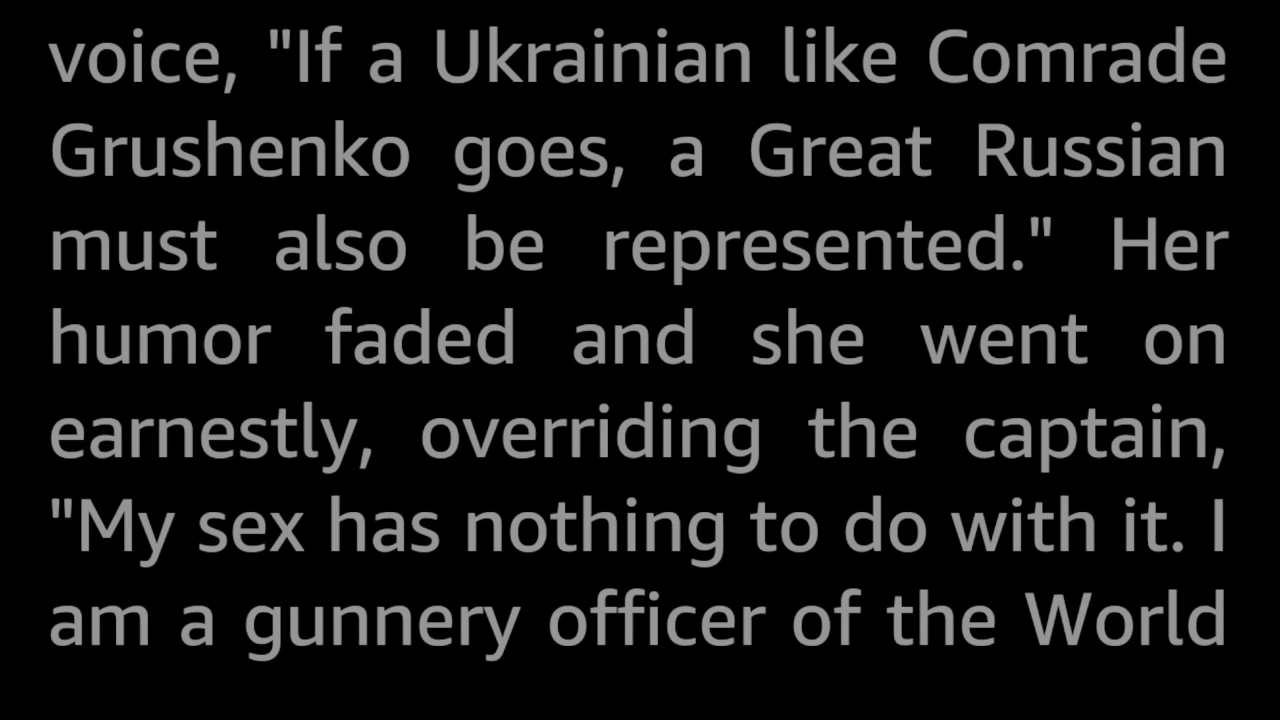 voice, "If a Ukrainian like Comrade
Grushenko goes, a Great Russian
must also be represented." Her
humor faded and she went on
earnestly, overriding the captain,
"My sex has nothing to do with it. I
am a gunnery officer of the World